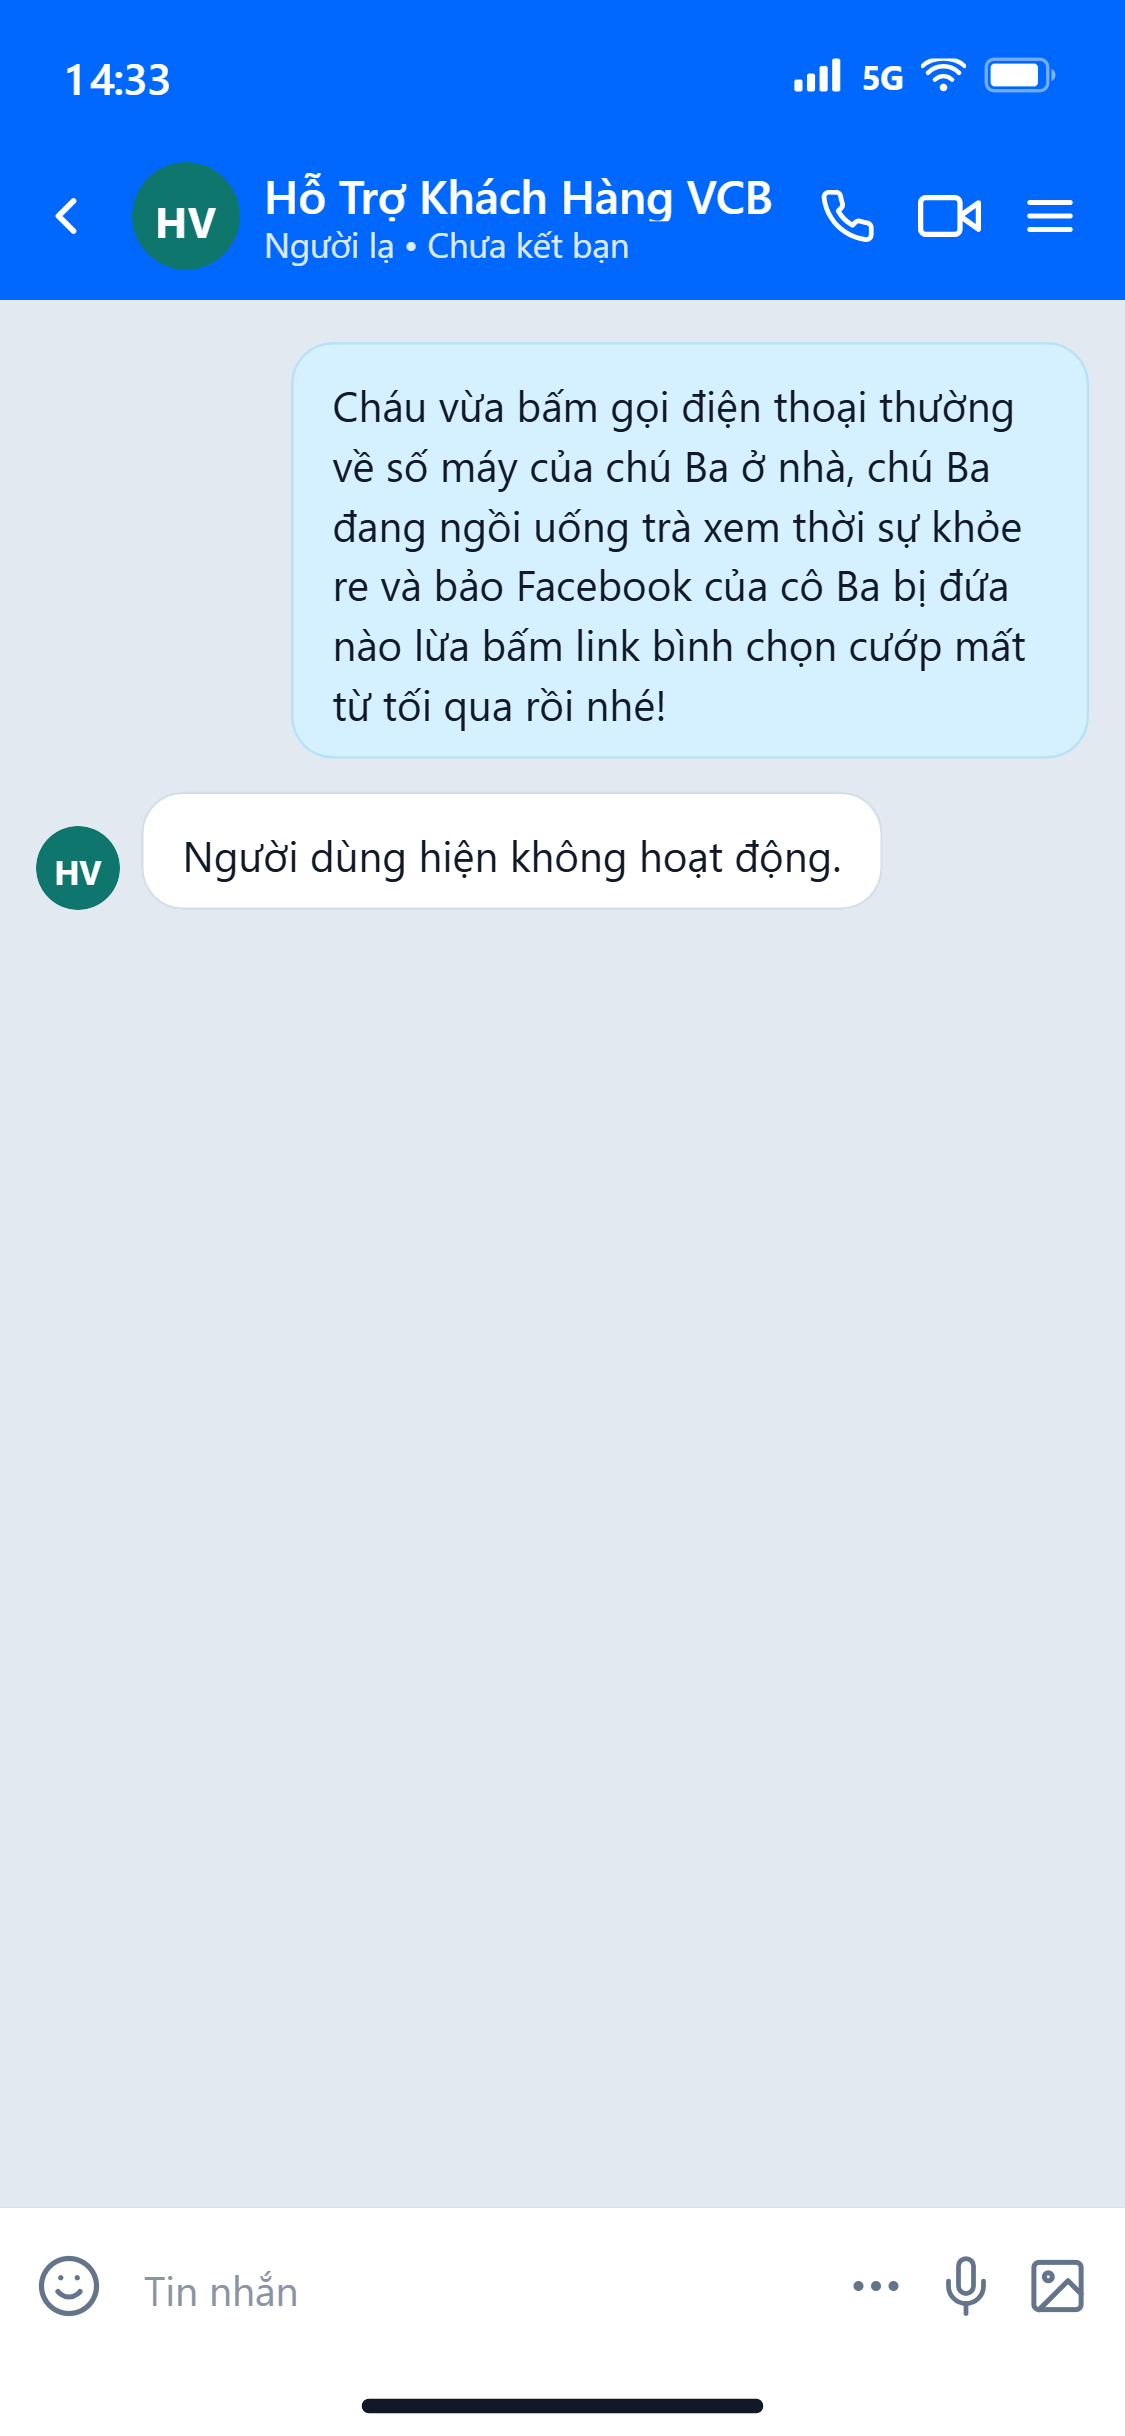 14:33
5G
HV
Hỗ Trợ Khách Hàng VCB
Người lạ • Chưa kết bạn
Cháu vừa bấm gọi điện thoại thường
về số máy của chú Ba ở nhà, chú Ba
đang ngồi uống trà xem thời sự khỏe
re và bảo Facebook của cô Ba bị đứa
nào lừa bấm link bình chọn cướp mất
từ tối qua rồi nhé!
HV
Người dùng hiện không hoạt động.
Tin nhắn